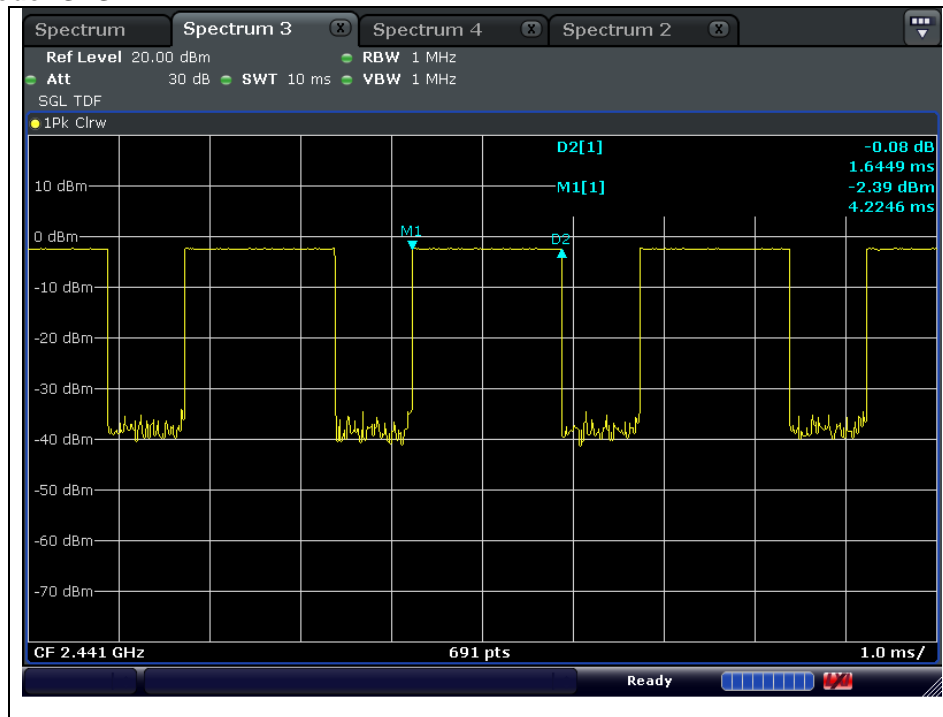 Spectrum Spectrum 3 X Spectrum 4 X Spectrum 2 X
Ref Level 20.00 dBm RBW 1 MHz
Att 30 dB SWT 10 ms VBW 1 MHz
SGL TDF
1Pk Clrw
D2[1] -0.08 dB
1.6449 ms
10 dBm M1[1] -2.39 dBm
4.2246 ms
0 dBm M1 D2
-10 dBm
-20 dBm
-30 dBm
-40 dBm
-50 dBm
-60 dBm
-70 dBm
CF 2.441 GHz 691 pts 1.0 ms/
Ready